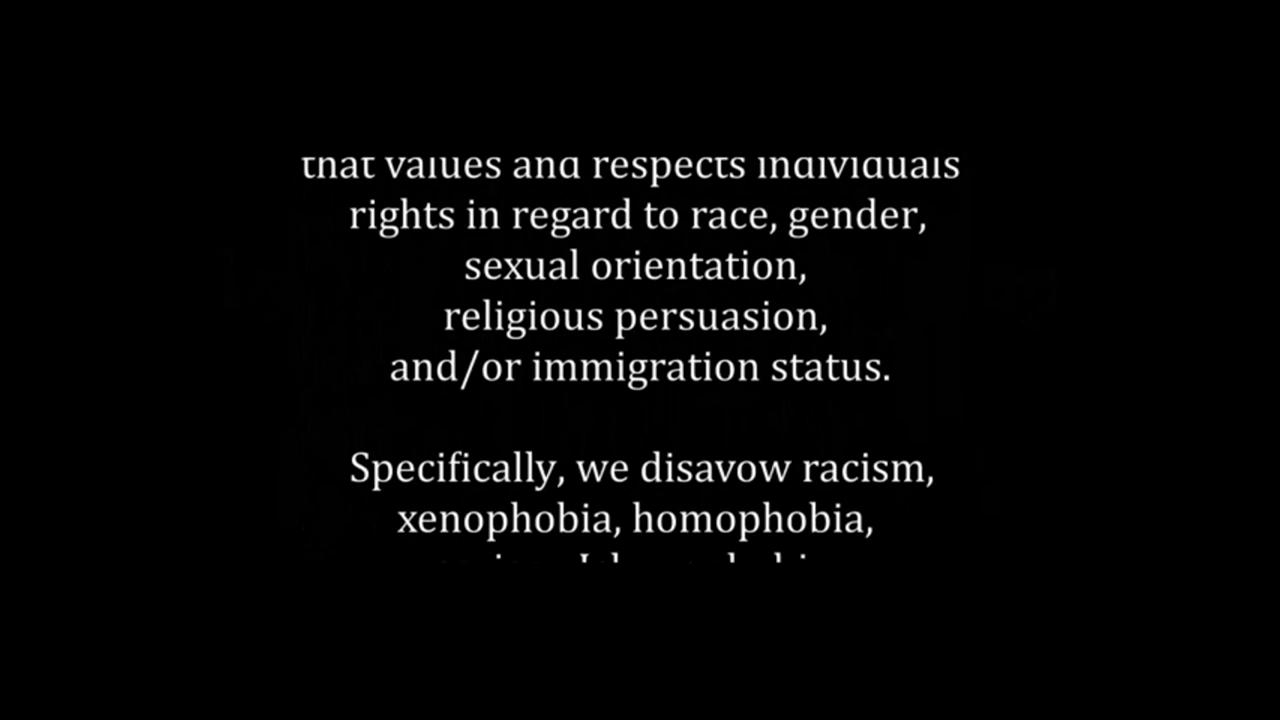 that values and respects individuals
rights in regard to race, gender,
sexual orientation,
religious persuasion,
and/or immigration status.
Specifically, we disavow racism,
xenophobia, homophobia,